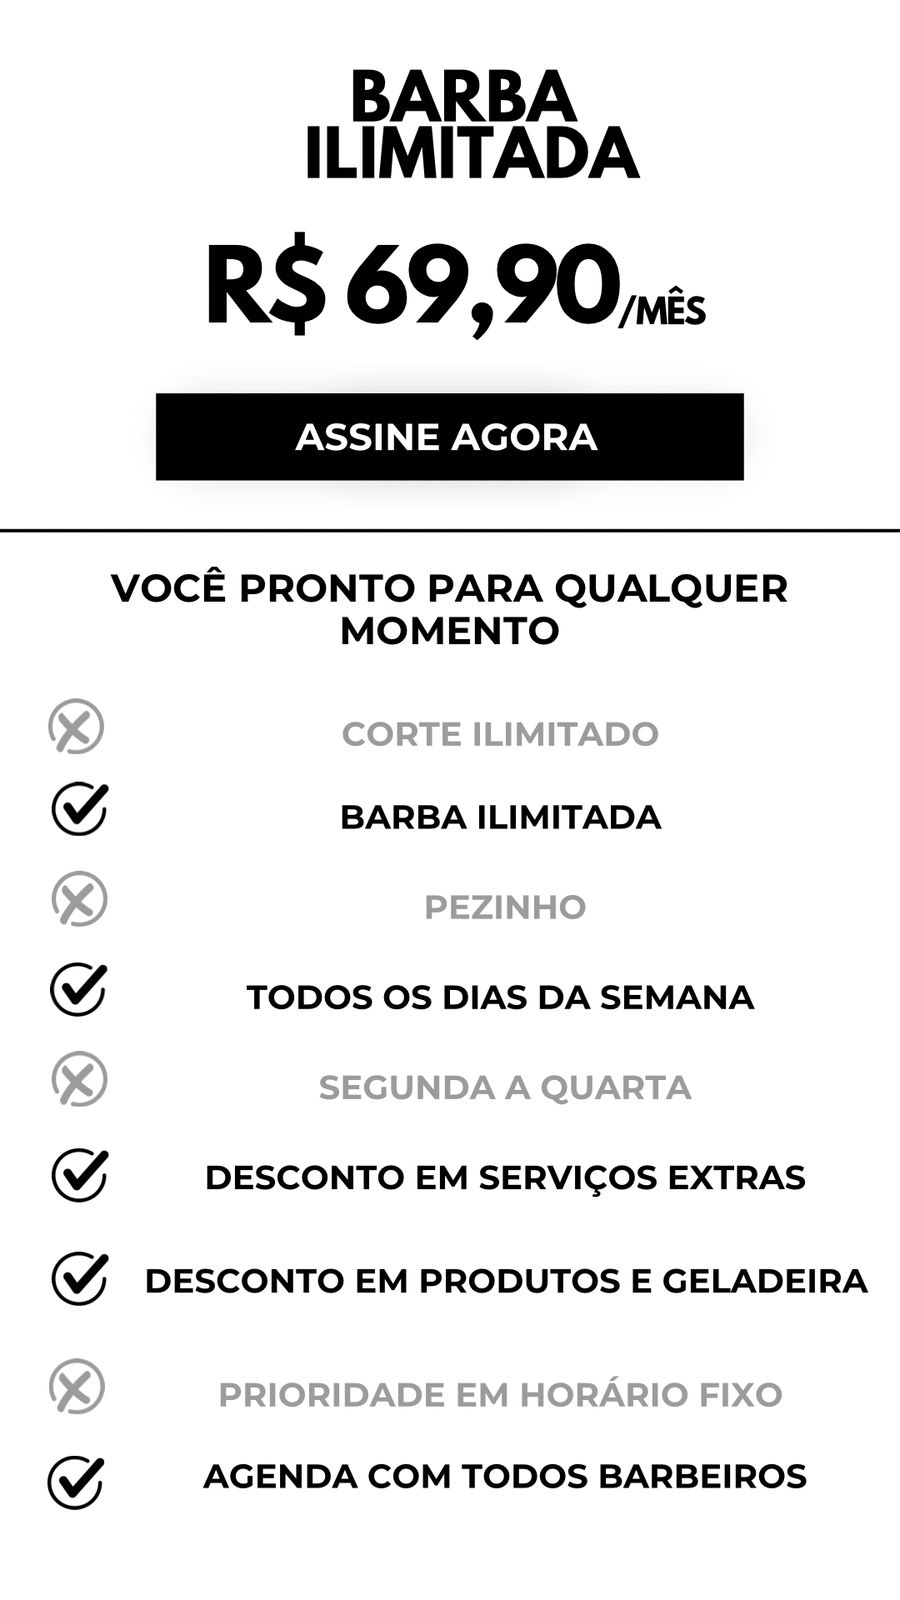 BARBA
ILIMITADA
R$ 69,90/MÊS
ASSINE AGORA
VOCÊ PRONTO PARA QUALQUER
MOMENTO
CORTE ILIMITADO
BARBA ILIMITADA
PEZINHO
TODOS OS DIAS DA SEMANA
SEGUNDA A QUARTA
DESCONTO EM SERVIÇOS EXTRAS
DESCONTO EM PRODUTOS E GELADEIRA
PRIORIDADE EM HORÁRIO FIXO
AGENDA COM TODOS BARBEIROS